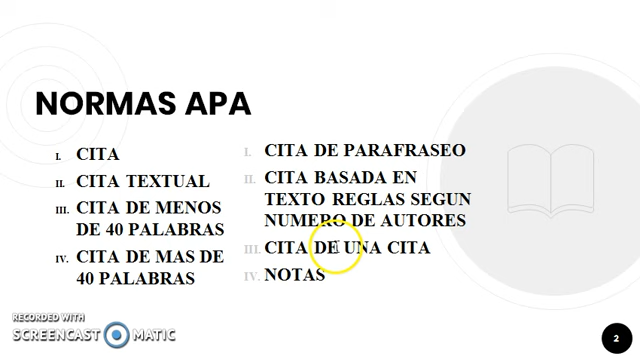 NORMAS APA
I. CITA
II. CITA TEXTUAL
III. CITA DE MENOS
DE 40 PALABRAS
IV. CITA DE MAS DE
40 PALABRAS
I. CITA DE PARAFRASEO
II. CITA BASADA EN
TEXTO REGLAS SEGUN
NUMERO DE AUTORES
III. CITA DE UNA CITA
IV. NOTAS
RECORDED WITH
SCREENCAST MATIC
2